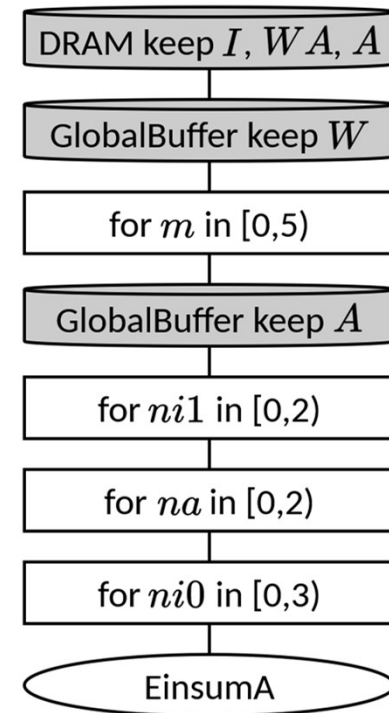 DRAM keep I, WA, A
GlobalBuffer keep W
for m in [0,5)
GlobalBuffer keep A
for ni1 in [0,2)
for na in [0,2)
for ni0 in [0,3)
EinsumA